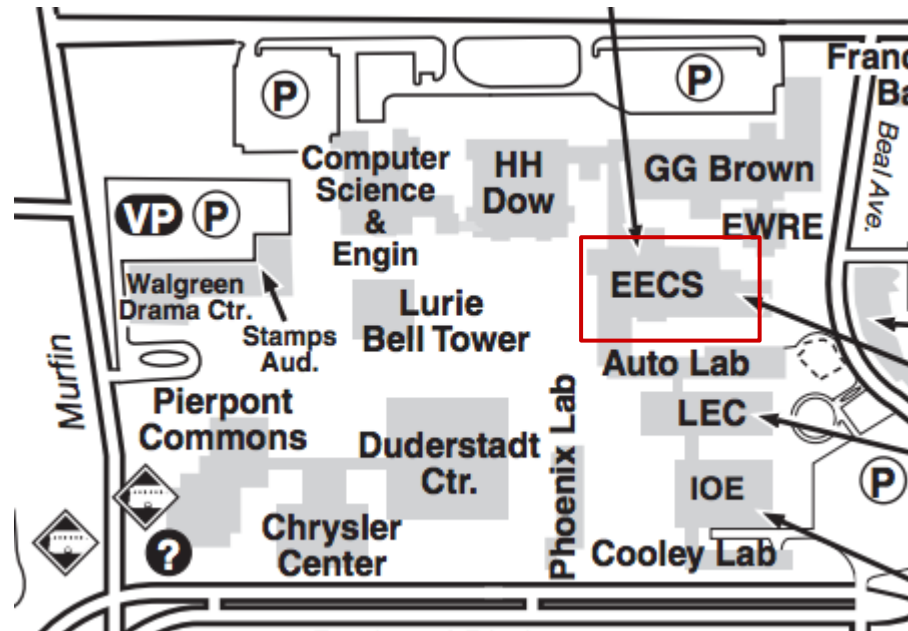 P
P
Franc
Ba
Computer
Science
&
Engin
HH
Dow
GG Brown
Beal Ave.
VP
P
EWRE
EECS
Walgreen
Drama Ctr.
Stamps
Aud.
Lurie
Bell Tower
Murfin
Auto Lab
Pierpont
Commons
LEC
Duderstadt
Ctr.
Phoenix Lab
IOE
P
Chrysler
Center
?
Cooley Lab